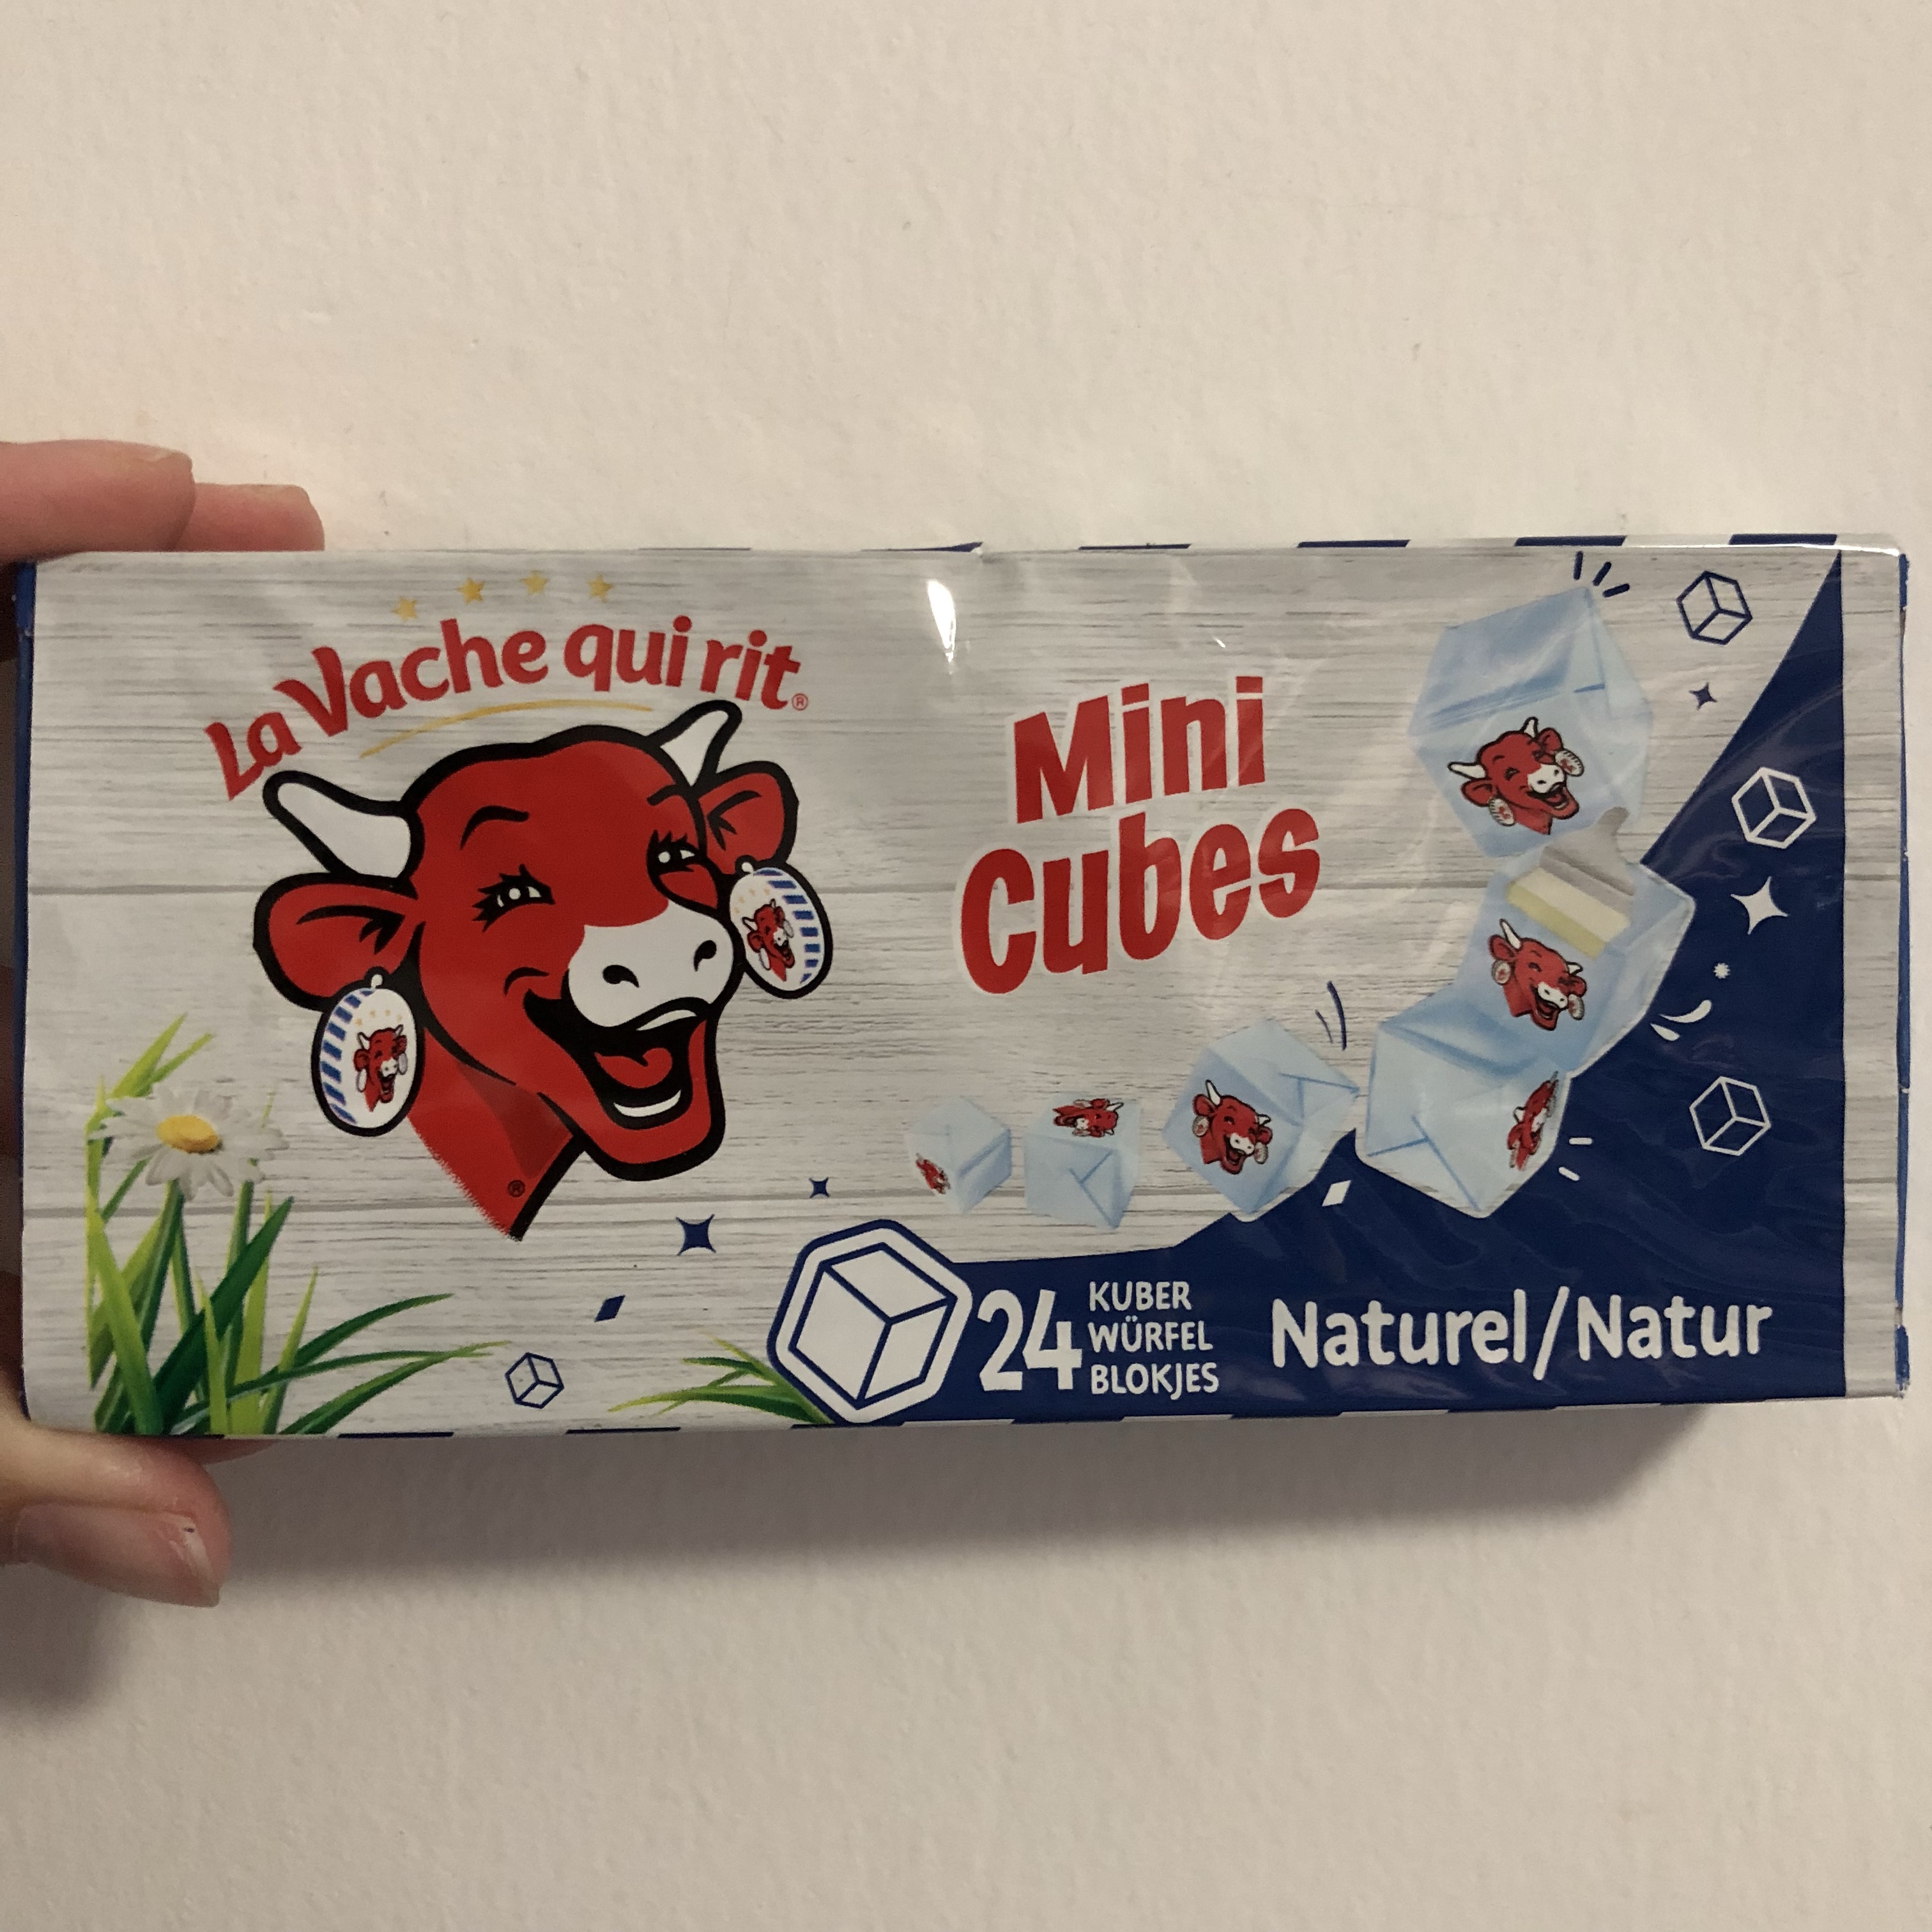 La Vache qui rit®
Mini
Cubes
®
24
KUBER
WÜRFEL
BLOKJES
Naturel/Natur